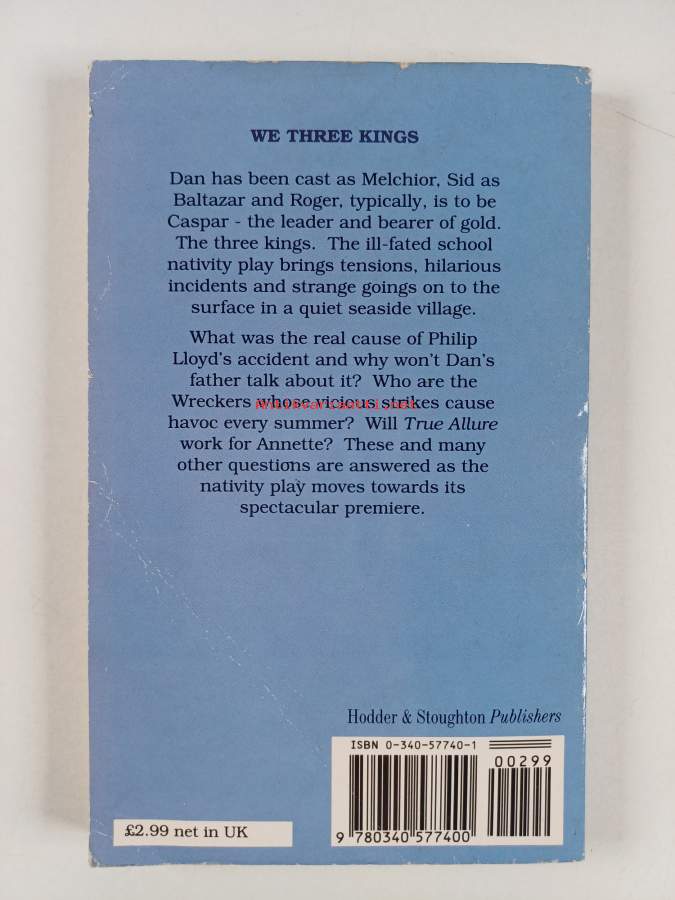 WE THREE KINGS
Dan has been cast as Melchior, Sid as
Baltazar and Roger, typically, is to be
Caspar - the leader and bearer of gold.
The three kings. The ill-fated school
nativity play brings tensions, hilarious
incidents and strange goings on to the
surface in a quiet seaside village.
What was the real cause of Philip
Lloyd's accident and why won't Dan's
father talk about it? Who are the
Wreckers whose vicious strikes cause
antikvariaatti.net
havoc every summer? Will True Allure
work for Annette? These and many
other questions are answered as the
nativity play moves towards its
spectacular premiere.
Hodder & Stoughton Publishers
ISBN 0-340-57740-1
00299
9 780340 577400
£2.99 net in UK